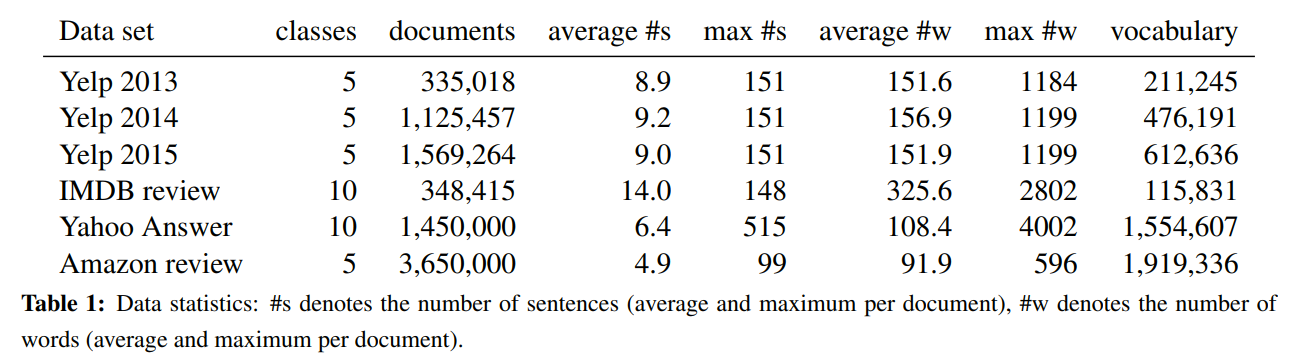 Data set classes documents average #s max #s average #w max #w vocabulary
Yelp 2013 5 335,018 8.9 151 151.6 1184 211,245
Yelp 2014 5 1,125,457 9.2 151 156.9 1199 476,191
Yelp 2015 5 1,569,264 9.0 151 151.9 1199 612,636
IMDB review 10 348,415 14.0 148 325.6 2802 115,831
Yahoo Answer 10 1,450,000 6.4 515 108.4 4002 1,554,607
Amazon review 5 3,650,000 4.9 99 91.9 596 1,919,336
Table 1: Data statistics: #s denotes the number of sentences (average and maximum per document), #w denotes the number of
words (average and maximum per document).